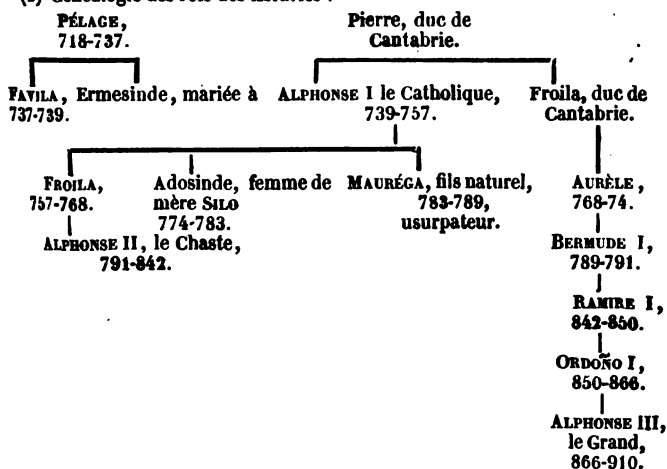 (2) Généalogie des rois des Asturies :
PÉLAGE, Pierre, duc de
718-737. Cantabrie.
FAVILA, Ermesinde, mariée à ALPHONSE I le Catholique, Froila, duc de
737-739. 739-757. Cantabrie.
FROILA, Adosinde, femme de MAURÉGA, fils naturel, AURÈLE,
757-768. mère SILO 783-789, 768-74.
774-783. usurpateur.
ALPHONSE II, le Chaste, BERMUDE I,
791-842. 789-791.
RAMIRE I,
842-850.
ORDOÑO I,
850-866.
ALPHONSE III,
le Grand,
866-910.